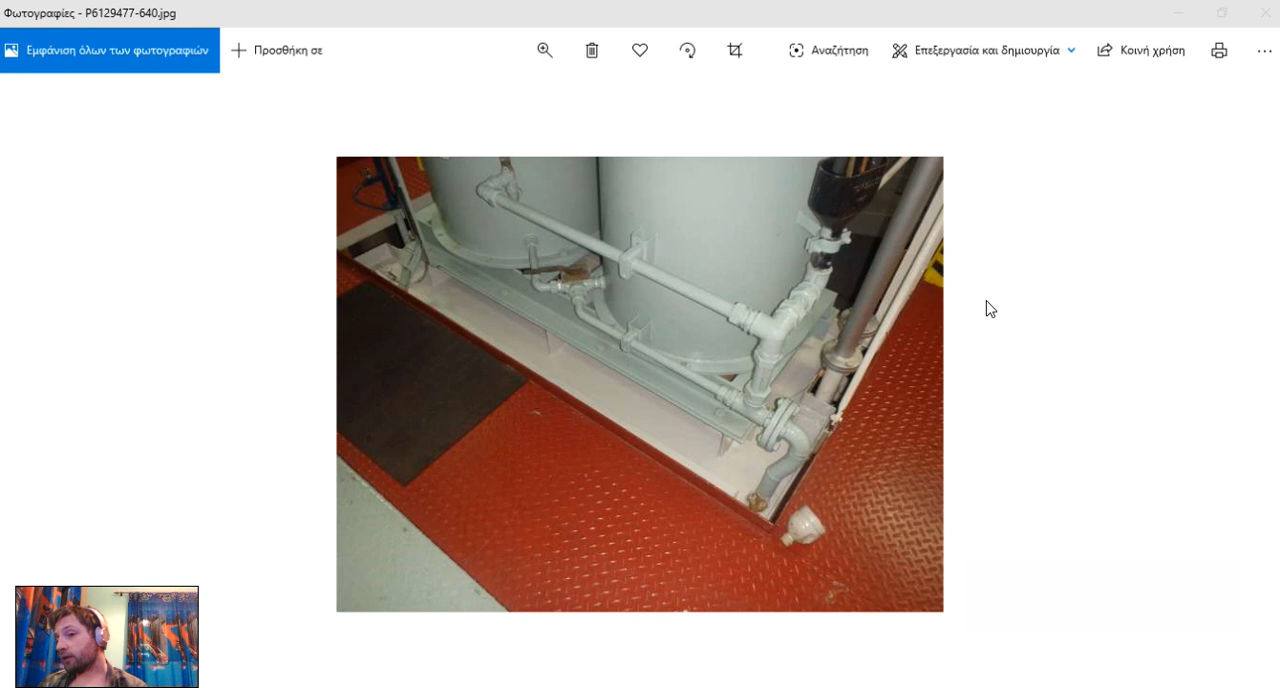 Φωτογραφίες - P6129477-640.jpg
Εμφάνιση όλων των φωτογραφιών
Προσθήκη σε
Αναζήτηση
Επεξεργασία και δημιουργία
Κοινή χρήση